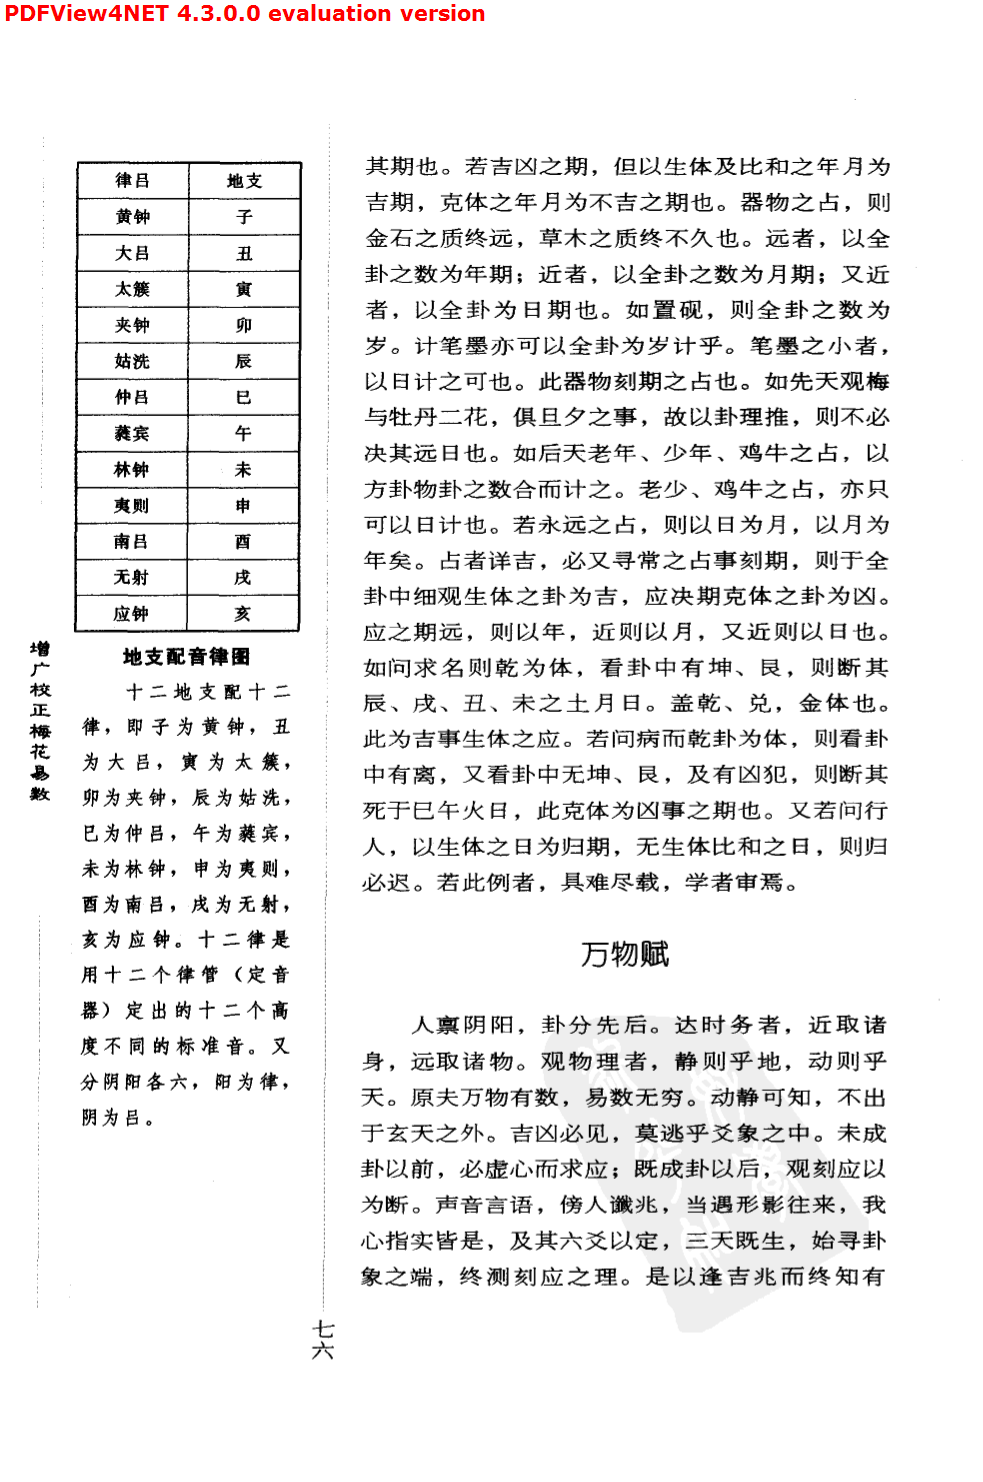 PDFView4NET 4.3.0.0 evaluation version
律吕 地支
黄钟 子
大吕 丑
太簇 寅
夹钟 卯
姑洗 辰
仲吕 巳
蕤宾 午
林钟 未
夷则 申
南吕 酉
无射 戌
应钟 亥
地支配音律图
十二地支配十二
律，即子为黄钟，丑
为大吕，寅为太簇，
卯为夹钟，辰为姑洗，
巳为仲吕，午为蕤宾，
未为林钟，申为夷则，
酉为南吕，戌为无射，
亥为应钟。十二律是
用十二个律管（定音
器）定出的十二个高
度不同的标准音。又
分阴阳各六，阳为律，
阴为吕。
增广校正梅花易数
其期也。若吉凶之期，但以生体及比和之年月为
吉期，克体之年月为不吉之期也。器物之占，则
金石之质终远，草木之质终不久也。远者，以全
卦之数为年期；近者，以全卦之数为月期；又近
者，以全卦为日期也。如置砚，则全卦之数为
岁。计笔墨亦可以全卦为岁计乎。笔墨之小者，
以日计之可也。此器物刻期之占也。如先天观梅
与牡丹二花，俱旦夕之事，故以卦理推，则不必
决其远日也。如后天老年、少年、鸡牛之占，以
方卦物卦之数合而计之。老少、鸡牛之占，亦只
可以日计也。若永远之占，则以日为月，以月为
年矣。占者详吉，必又寻常之占事刻期，则于全
卦中细观生体之卦为吉，应决期克体之卦为凶。
应之期远，则以年，近则以月，又近则以日也。
如问求名则乾为体，看卦中有坤、艮，则断其
辰、戌、丑、未之土月日。盖乾、兑，金体也。
此为吉事生体之应。若问病而乾卦为体，则看卦
中有离，又看卦中无坤、艮，及有凶犯，则断其
死于巳午火日，此克体为凶事之期也。又若问行
人，以生体之日为归期，无生体比和之日，则归
必迟。若此例者，具难尽载，学者审焉。
万物赋
人禀阴阳，卦分先后。达时务者，近取诸
身，远取诸物。观物理者，静则乎地，动则乎
天。原夫万物有数，易数无穷。动静可知，不出
于玄天之外。吉凶必见，莫逃乎爻象之中。未成
卦以前，必虚心而求应；既成卦以后，观刻应以
为断。声音言语，傍人谶兆，当遇形影往来，我
心指实皆是，及其六爻以定，三天既生，始寻卦
象之端，终测刻应之理。是以逢吉兆而终知有
七六